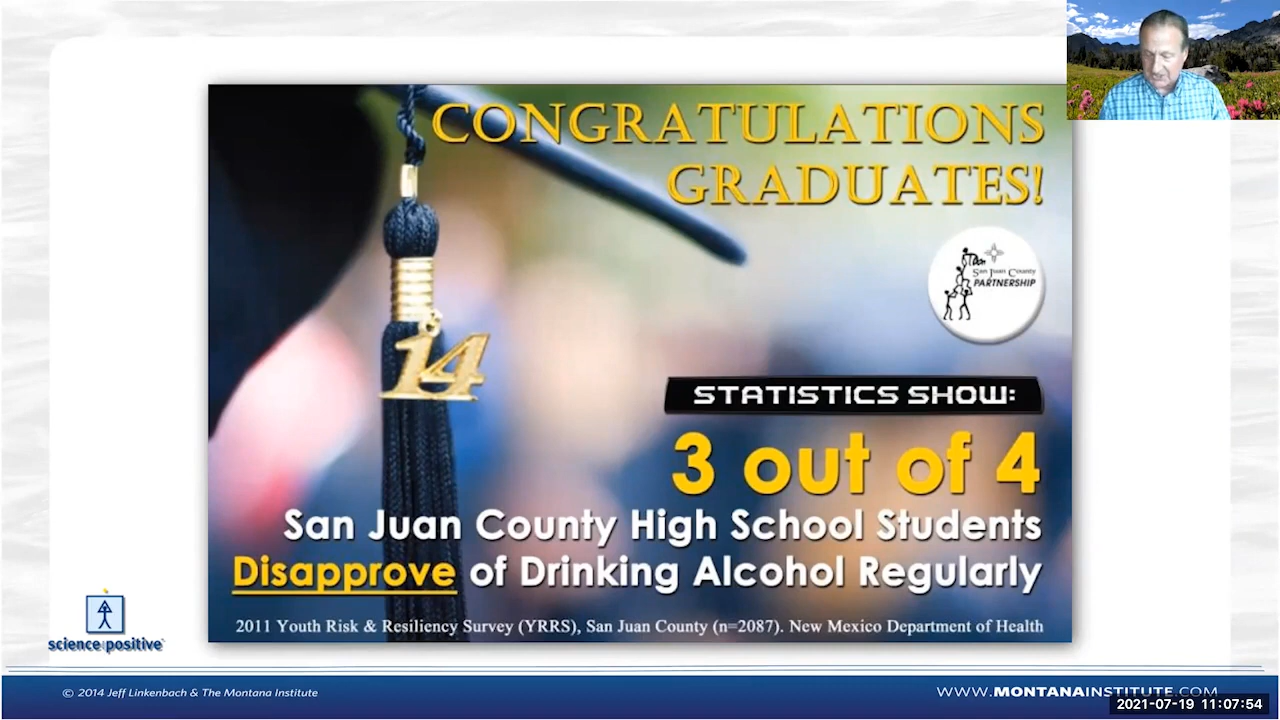 CONGRATULATIONS
GRADUATES!
San Juan County
PARTNERSHIP
14
STATISTICS SHOW:
3 out of 4
San Juan County High School Students
Disapprove of Drinking Alcohol Regularly
2011 Youth Risk & Resiliency Survey (YRRS), San Juan County (n=2087). New Mexico Department of Health
science positive
© 2014 Jeff Linkenbach & The Montana Institute
WWW.MONTANAINSTITUTE.COM
2021-07-19 11:07:54